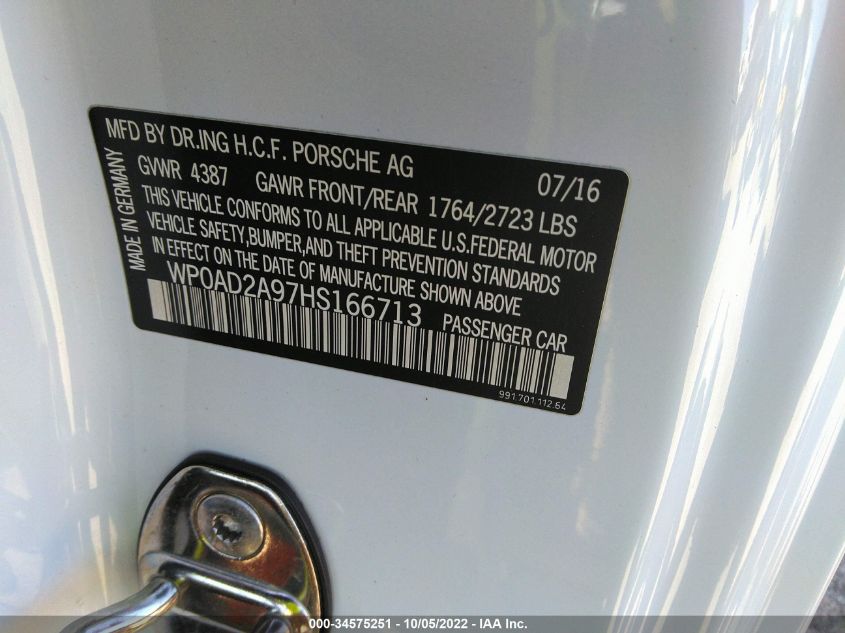 MFD BY DR.ING H.C.F. PORSCHE AG 07/16
GVWR 4387 GAWR FRONT/REAR 1764/2723 LBS
THIS VEHICLE CONFORMS TO ALL APPLICABLE U.S.FEDERAL MOTOR
VEHICLE SAFETY,BUMPER,AND THEFT PREVENTION STANDARDS
IN EFFECT ON THE DATE OF MANUFACTURE SHOWN ABOVE
WP0AD2A97HS166713 PASSENGER CAR
991.701.112.64
MADE IN GERMANY
000-34575251 - 10/05/2022 - IAA Inc.